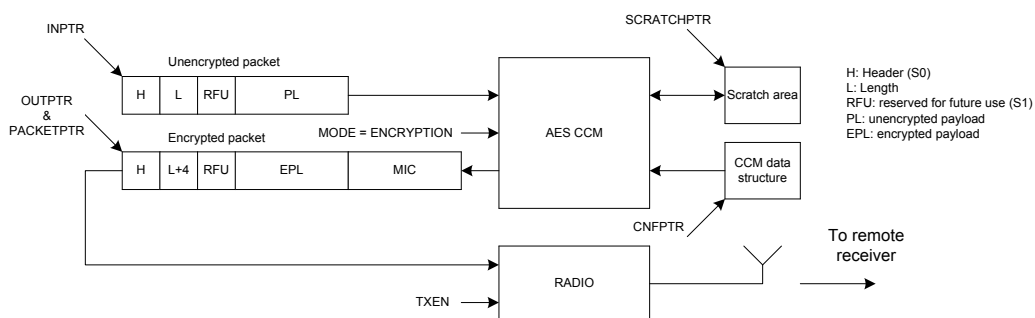 SCRATCHPTR
INPTR
Unencrypted packet
H L RFU PL
OUTPTR
&
PACKETPTR
MODE = ENCRYPTION
AES CCM
Scratch area
H: Header (S0)
L: Length
RFU: reserved for future use (S1)
PL: unencrypted payload
EPL: encrypted payload
Encrypted packet
H L+4 RFU EPL MIC
CCM data
structure
CNFPTR
To remote
receiver
RADIO
TXEN